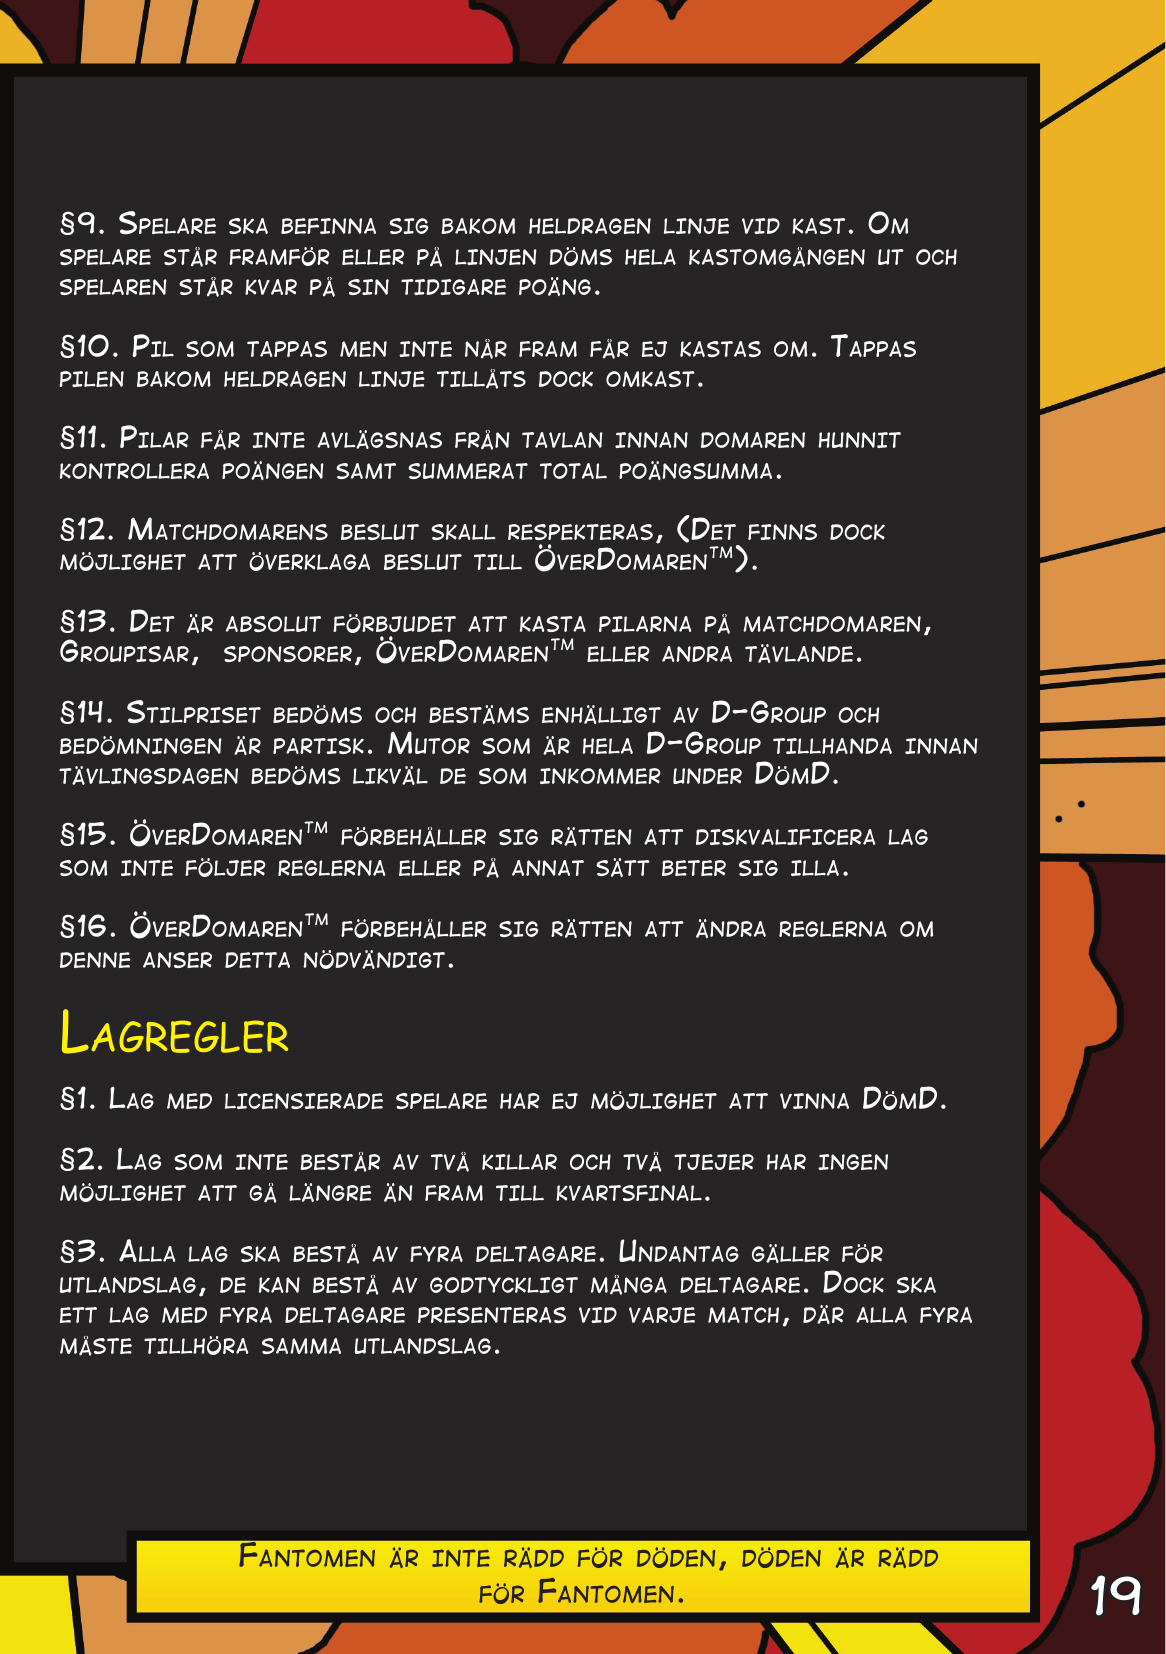 §9. Spelare ska befinna sig bakom heldragen linje vid kast. Om
spelare står framför eller på linjen döms hela kastomgången ut och
spelaren står kvar på sin tidigare poäng.
§10. Pil som tappas men inte når fram får ej kastas om. Tappas
pilen bakom heldragen linje tillåts dock omkast.
§11. Pilar får inte avlägsnas från tavlan innan domaren hunnit
kontrollera poängen samt summerat total poängsumma.
§12. Matchdomarens beslut skall respekteras, (Det finns dock
möjlighet att överklaga beslut till ÖverDomaren™).
§13. Det är absolut förbjudet att kasta pilarna på matchdomaren,
Groupisar, sponsorer, ÖverDomaren™ eller andra tävlande.
§14. Stilpriset bedöms och bestäms enhälligt av D-Group och
bedömningen är partisk. Mutor som är hela D-Group tillhanda innan
tävlingsdagen bedöms likväl de som inkommer under DömD.
§15. ÖverDomaren™ förbehåller sig rätten att diskvalificera lag
som inte följer reglerna eller på annat sätt beter sig illa.
§16. ÖverDomaren™ förbehåller sig rätten att ändra reglerna om
denne anser detta nödvändigt.
Lagregler
§1. Lag med licensierade spelare har ej möjlighet att vinna DömD.
§2. Lag som inte består av två killar och två tjejer har ingen
möjlighet att gå längre än fram till kvartsfinal.
§3. Alla lag ska bestå av fyra deltagare. Undantag gäller för
utlandslag, de kan bestå av godtyckligt många deltagare. Dock ska
ett lag med fyra deltagare presenteras vid varje match, där alla fyra
måste tillhöra samma utlandslag.
Fantomen är inte rädd för döden, döden är rädd
för Fantomen.
19